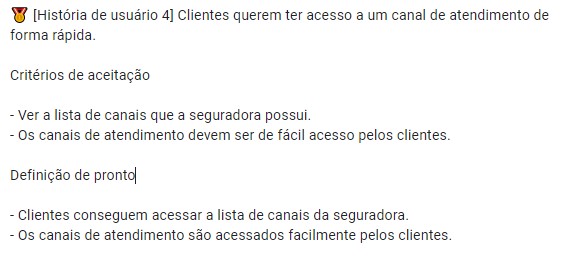 🏅 [História de usuário 4] Clientes querem ter acesso a um canal de atendimento de
forma rápida.
Critérios de aceitação
- Ver a lista de canais que a seguradora possui.
- Os canais de atendimento devem ser de fácil acesso pelos clientes.
Definição de pronto
- Clientes conseguem acessar a lista de canais da seguradora.
- Os canais de atendimento são acessados facilmente pelos clientes.